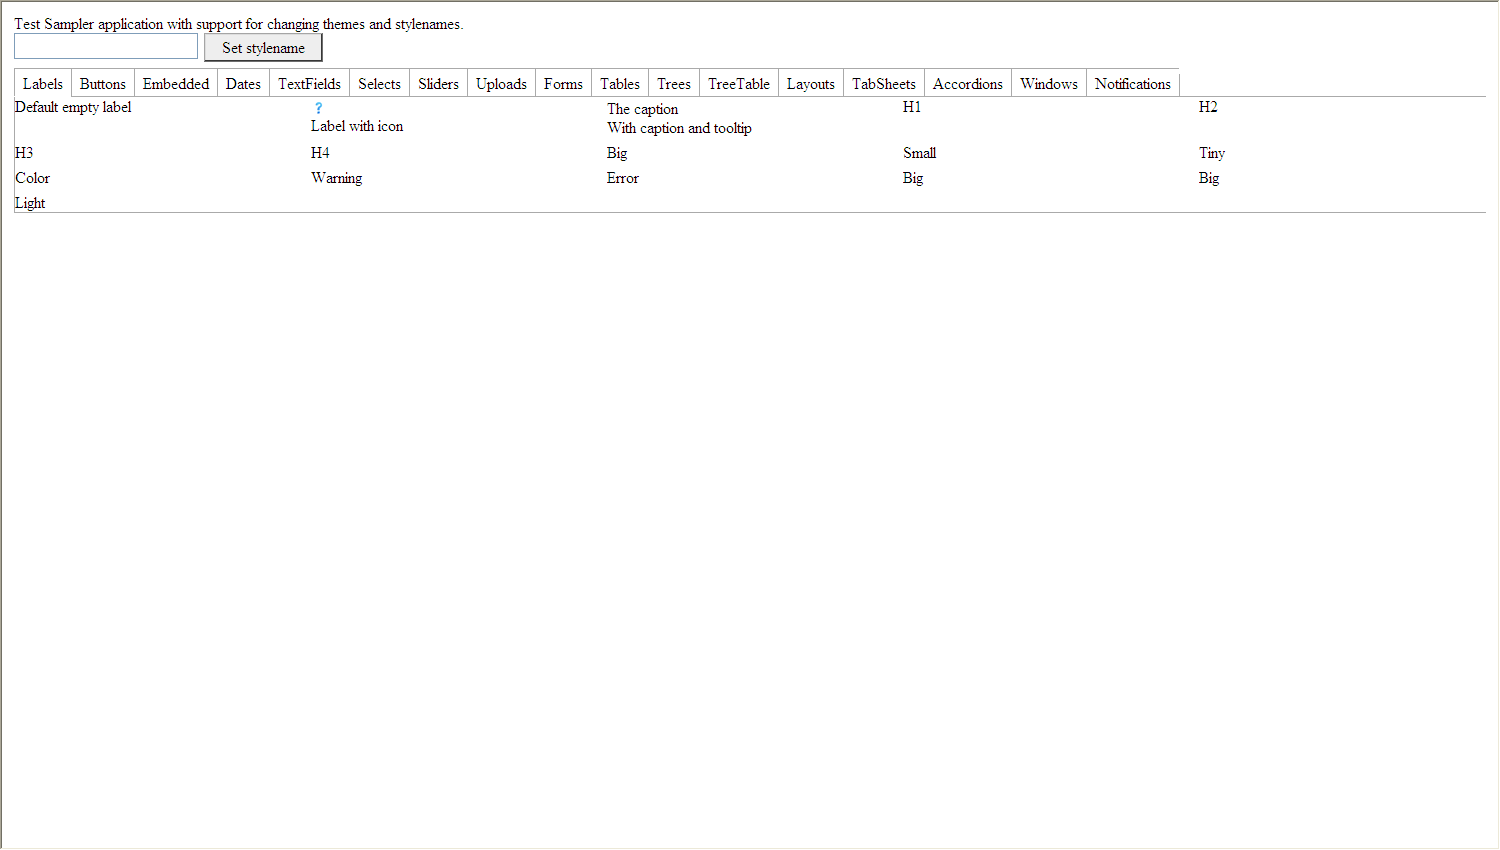 Test Sampler application with support for changing themes and stylenames.
Set stylename
Labels Buttons Embedded Dates TextFields Selects Sliders Uploads Forms Tables Trees TreeTable Layouts TabSheets Accordions Windows Notifications
Default empty label ? The caption H1 H2
Label with icon With caption and tooltip
H3 H4 Big Small Tiny
Color Warning Error Big Big
Light